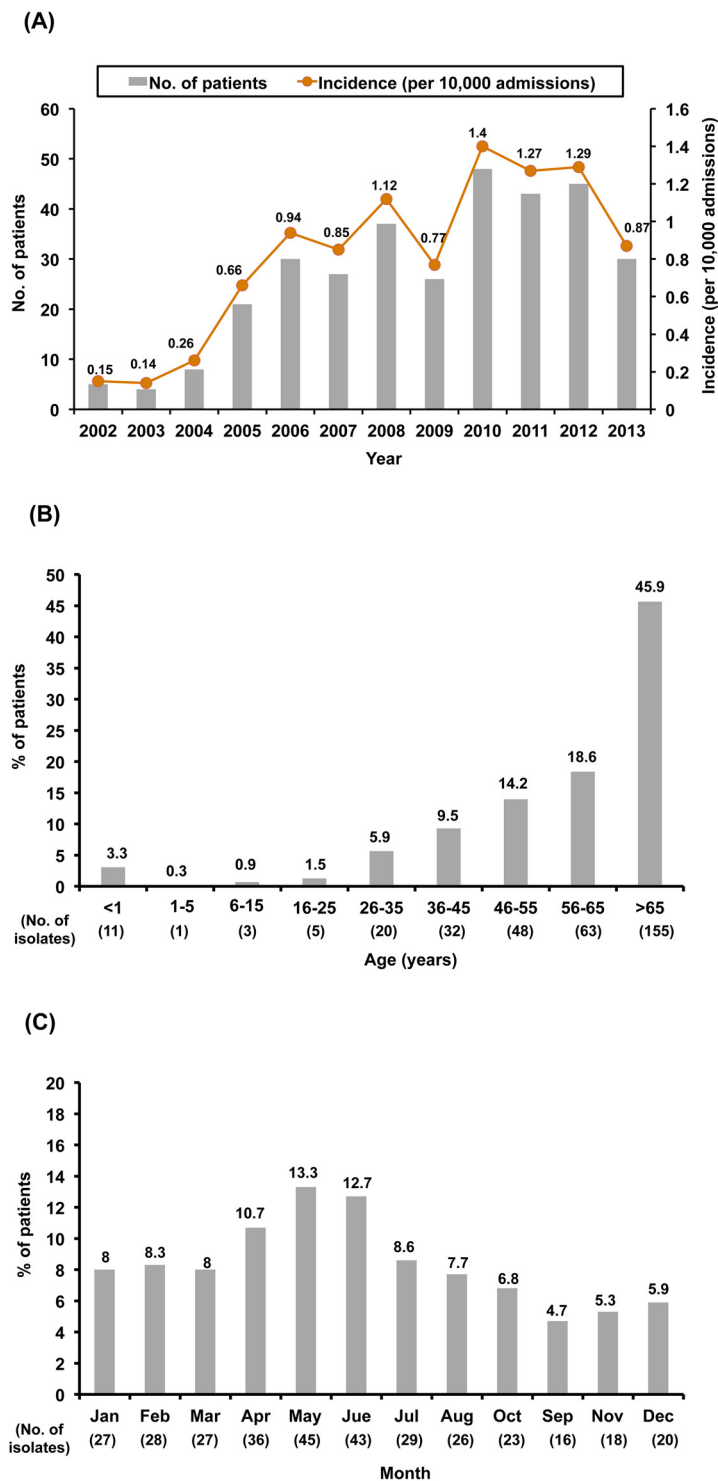 (A)
No. of patients Incidence (per 10,000 admissions)
60 1.6
50 1.4
40 1.2
30 1
20 0.8
10 0.6
0 0.4
0.2
0
No. of patients
Incidence (per 10,000 admissions)
0.15 0.14 0.26 0.66 0.94 0.85 1.12 0.77 1.4 1.27 1.29 0.87
2002 2003 2004 2005 2006 2007 2008 2009 2010 2011 2012 2013
Year
(B)
% of patients
50
45
40
35
30
25
20
15
10
5
0
3.3 0.3 0.9 1.5 5.9 9.5 14.2 18.6 45.9
<1 1-5 6-15 16-25 26-35 36-45 46-55 56-65 >65
(No. of
isolates) (11) (1) (3) (5) (20) (32) (48) (63) (155)
Age (years)
(C)
% of patients
20
18
16
14
12
10
8
6
4
2
0
8 8.3 8 10.7 13.3 12.7 8.6 7.7 6.8 4.7 5.3 5.9
Jan Feb Mar Apr May Jue Jul Aug Oct Sep Nov Dec
(No. of
isolates) (27) (28) (27) (36) (45) (43) (29) (26) (23) (16) (18) (20)
Month